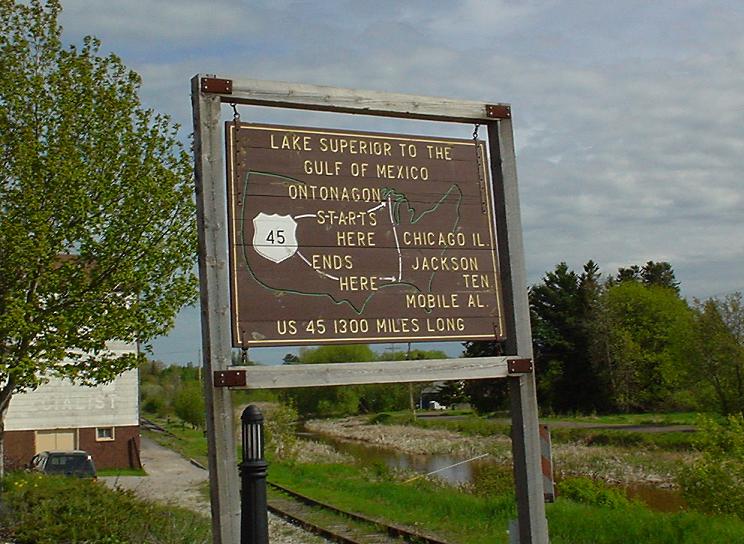 LAKE SUPERIOR TO THE
GULF OF MEXICO
ONTONAGON
STARTS
HERE
45
ENDS
HERE
CHICAGO IL.
JACKSON
TEN
MOBILE AL.
US 45 1300 MILES LONG